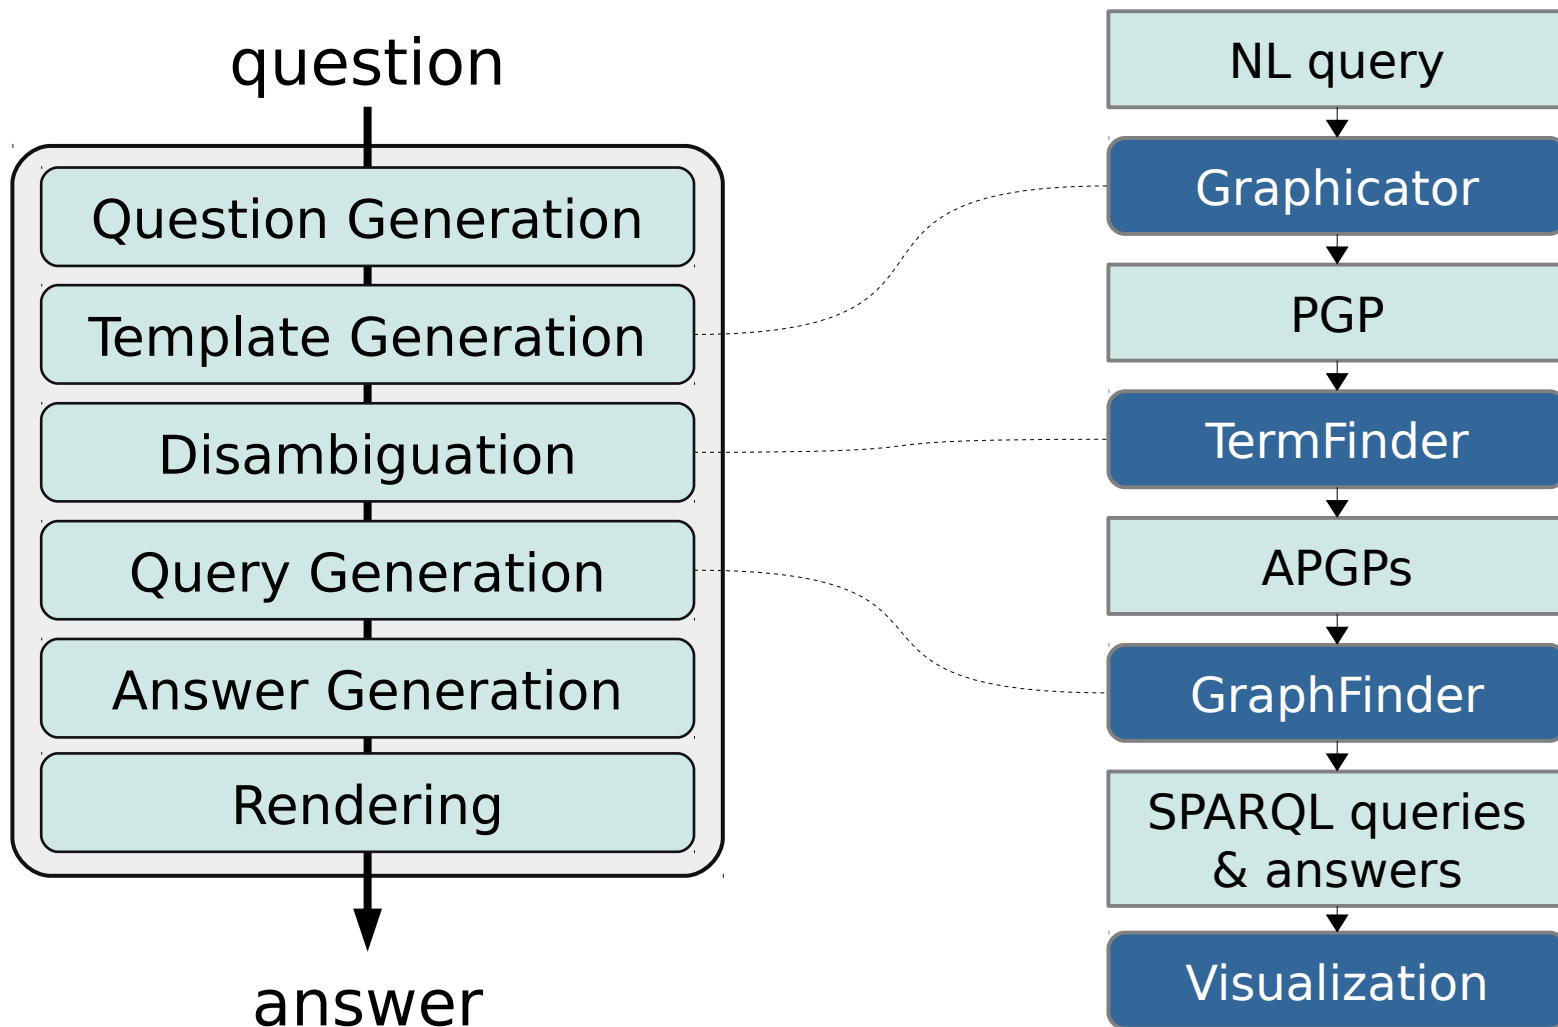 question
Question Generation
Template Generation
Disambiguation
Query Generation
Answer Generation
Rendering
answer
NL query
Graphicator
PGP
TermFinder
APGPs
GraphFinder
SPARQL queries
& answers
Visualization